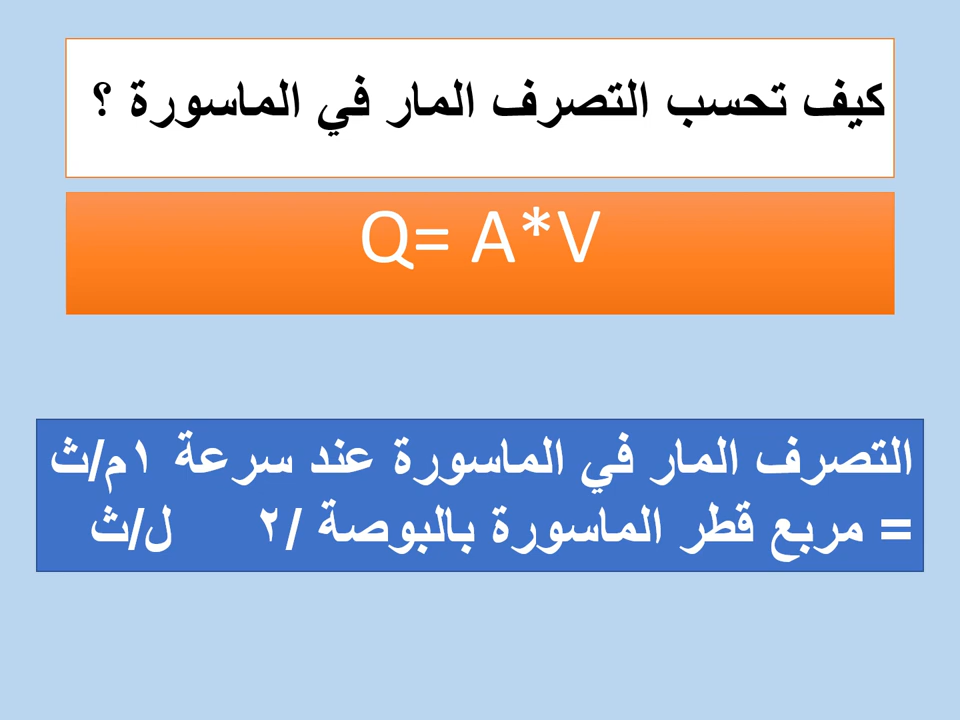 كيف تحسب التصرف المار في الماسورة ؟
Q= A*V
التصرف المار في الماسورة عند سرعة ١م/ث
= مربع قطر الماسورة بالبوصة /٢ ل/ث